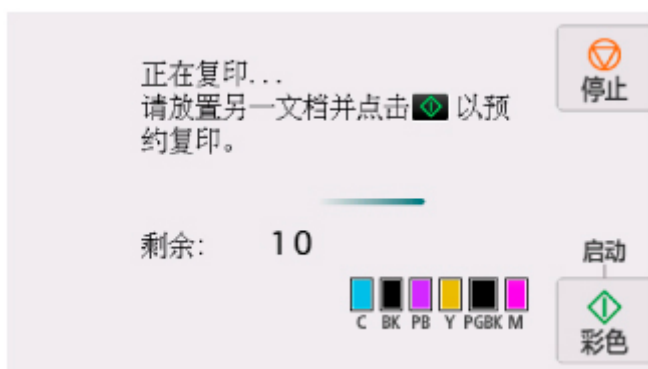 正在复印...
请放置另一文档并点击 以预
约复印。
停止
剩余: 10
启动
C BK PB Y PGBK M
彩色